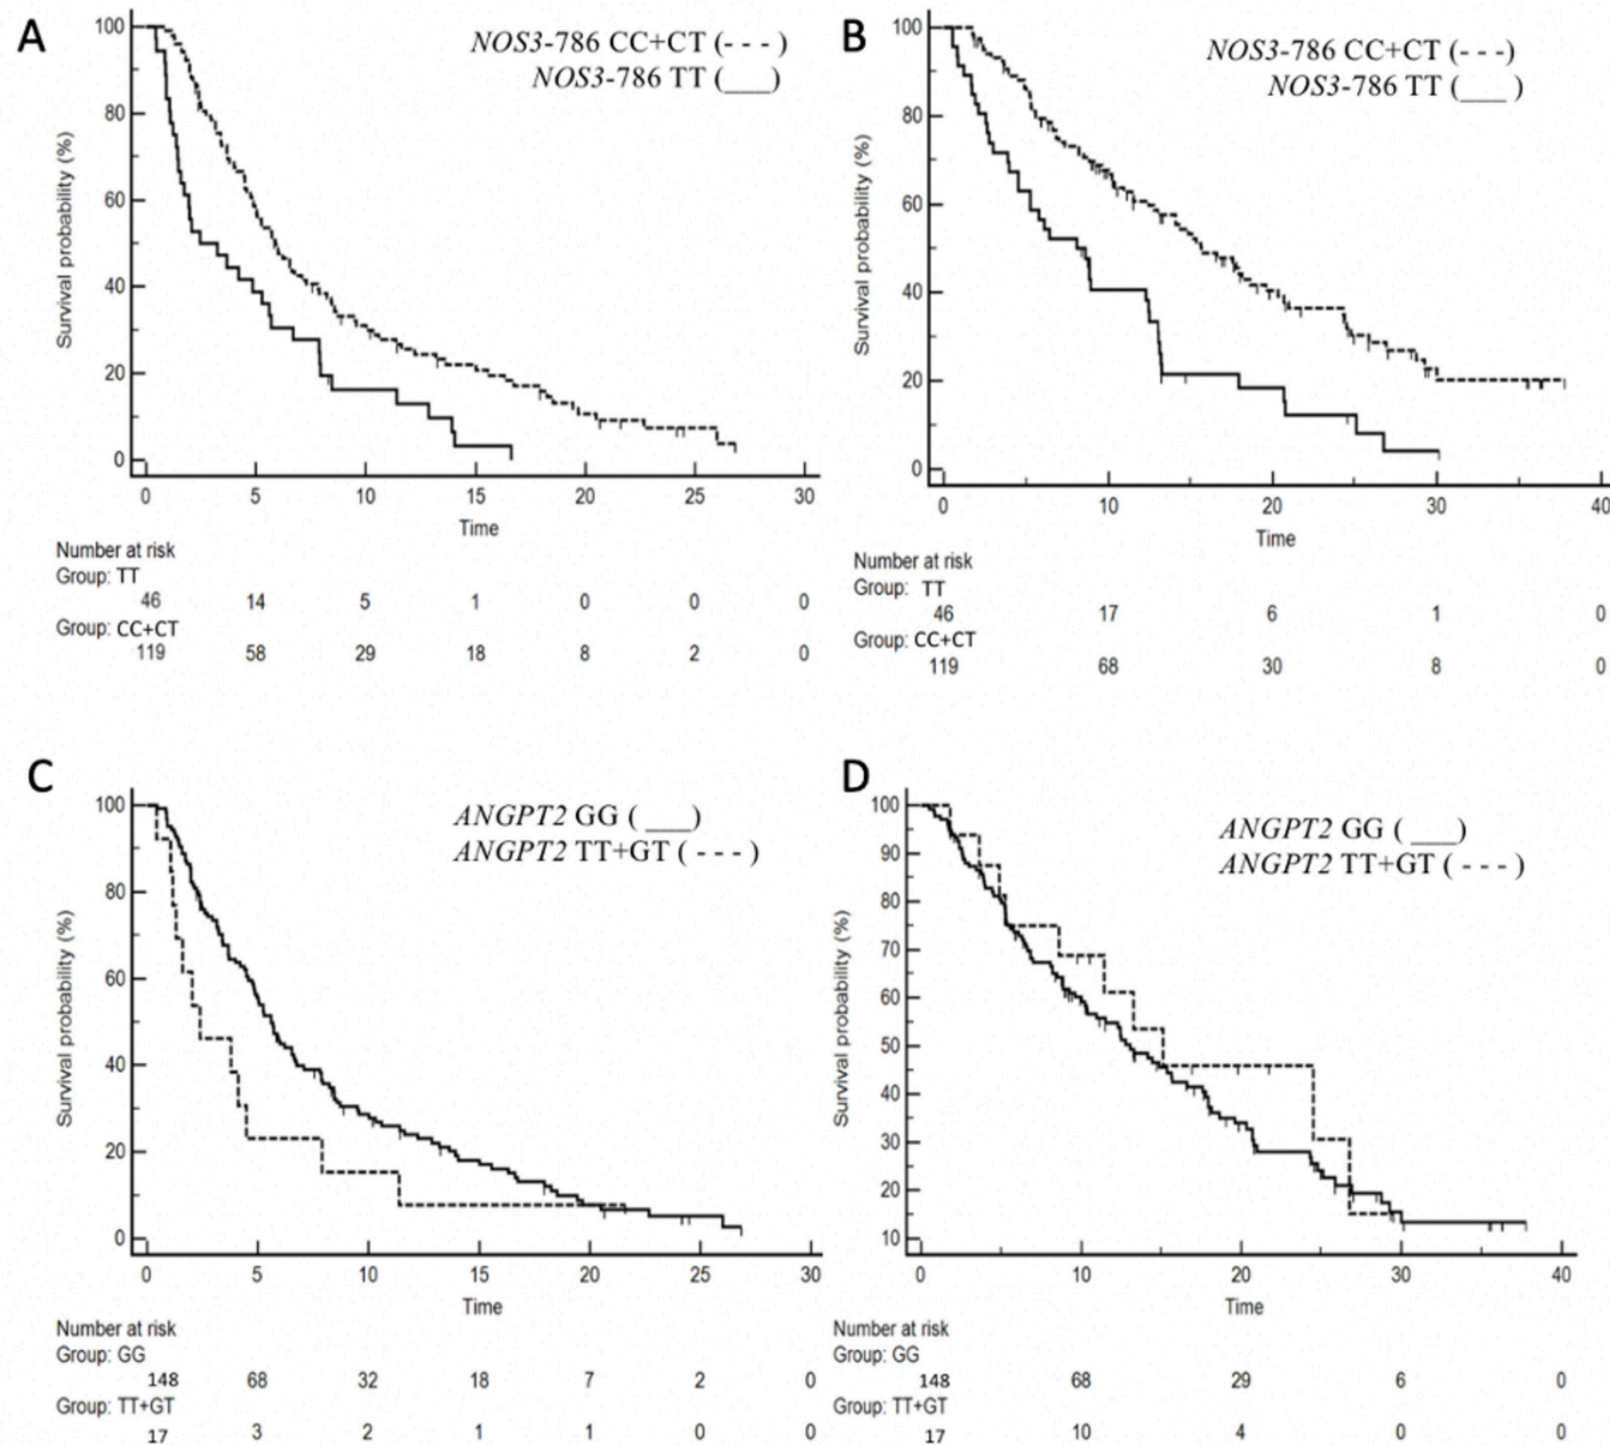 A
NOS3-786 CC+CT (- - - )
NOS3-786 TT (___)
Survival probability (%)
100
80
60
40
20
0
0 5 10 15 20 25 30
Time
Number at risk
Group: TT
46 14 5 1 0 0 0
Group: CC+CT
119 58 29 18 8 2 0
B
NOS3-786 CC+CT (- - -)
NOS3-786 TT (___ )
Survival probability (%)
100
80
60
40
20
0
0 10 20 30 40
Time
Number at risk
Group: TT
46 17 6 1 0
Group: CC+CT
119 68 30 8 0
C
ANGPT2 GG ( ___)
ANGPT2 TT+GT ( - - - )
Survival probability (%)
100
80
60
40
20
0
0 5 10 15 20 25 30
Time
Number at risk
Group: GG
148 68 32 18 7 2 0
Group: TT+GT
17 3 2 1 1 0 0
D
ANGPT2 GG ( ___)
ANGPT2 TT+GT ( - - - )
Survival probability (%)
100
90
80
70
60
50
40
30
20
10
0 10 20 30 40
Time
Number at risk
Group: GG
148 68 29 6 0
Group: TT+GT
17 10 4 0 0